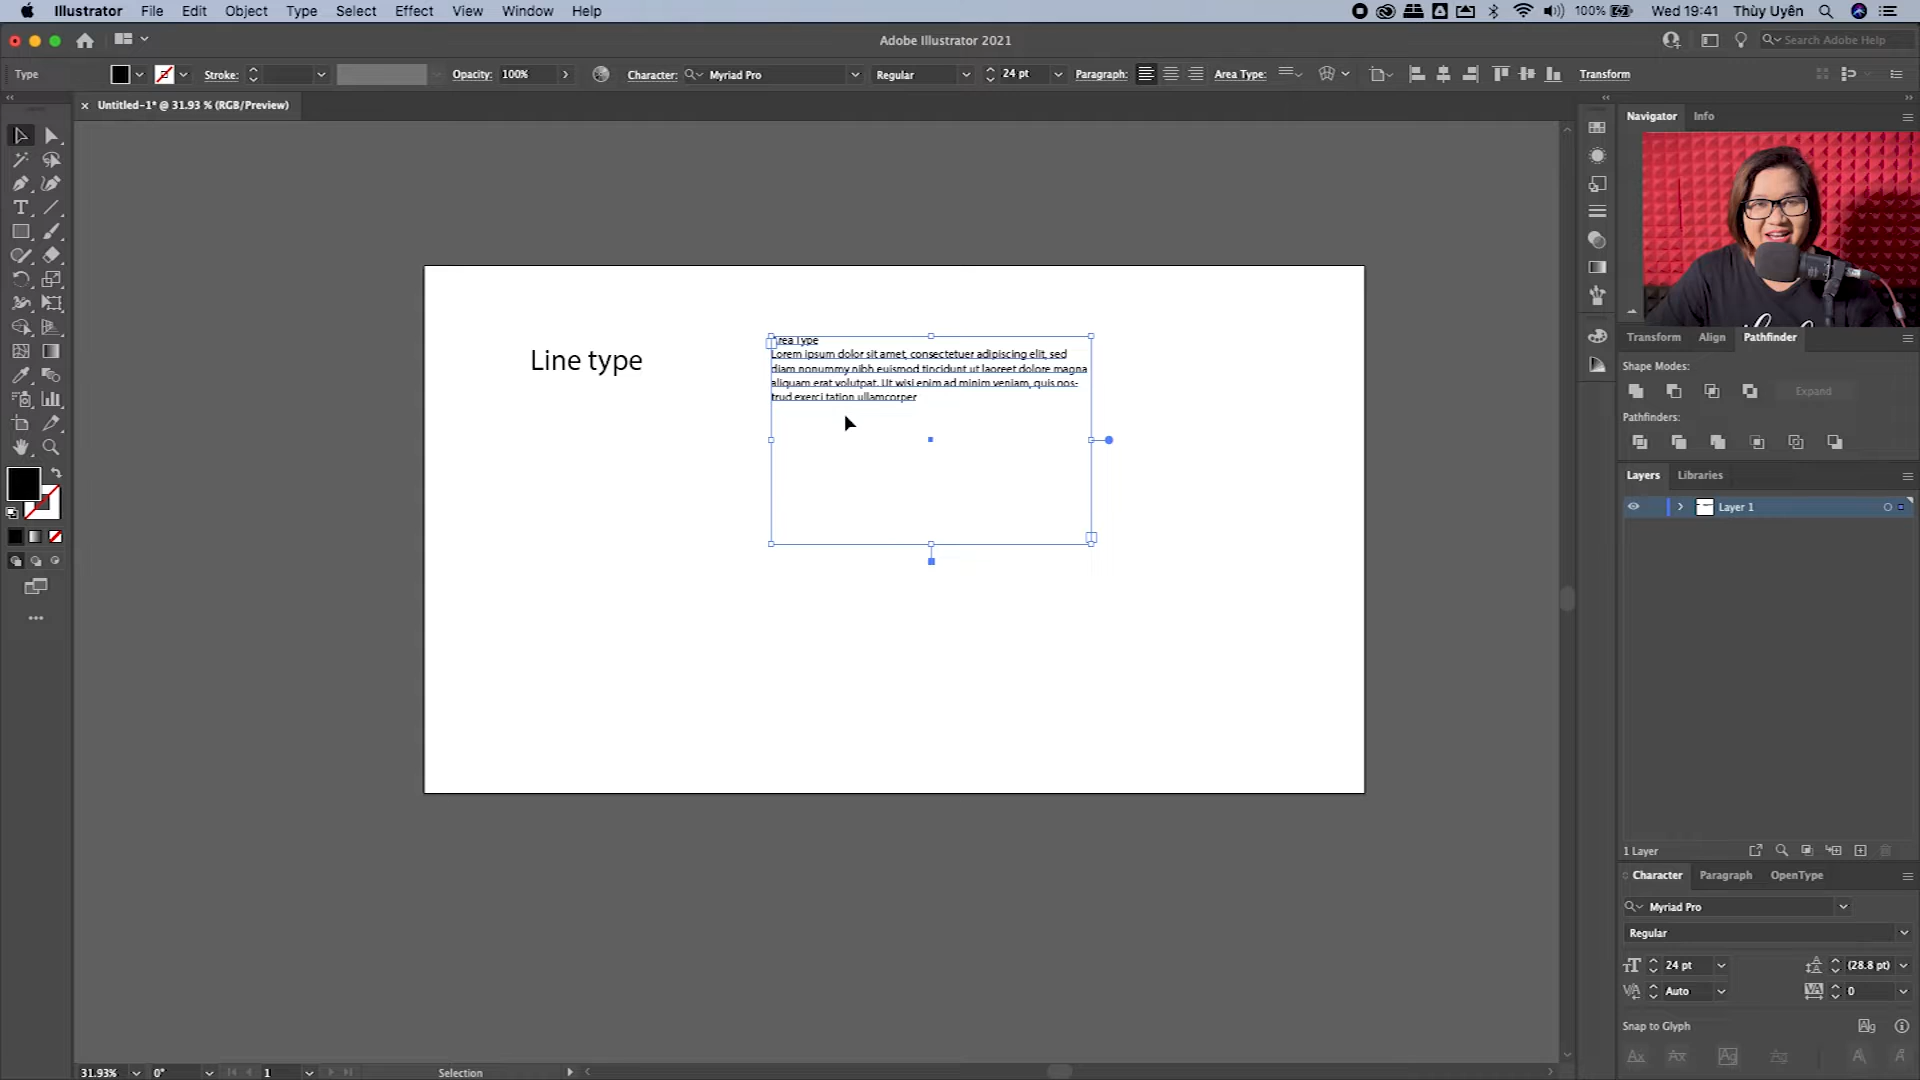 Illustrator File Edit Object Type Select Effect View Window Help
100% Wed 19:41 Thùy Uyên
Adobe Illustrator 2021
Search Adobe Help
Type Stroke: Opacity: 100% Character: Myriad Pro Regular 24 pt Paragraph: Area Type: Transform
Untitled-1* @ 31.93 % (RGB/Preview)
Navigator Info
Line type
Area Type
Lorem ipsum dolor sit amet, consectetuer adipiscing elit, sed
diam nonummy nibh euismod tincidunt ut laoreet dolore magna
aliquam erat volutpat. Ut wisi enim ad minim veniam, quis nos-
trud exerci tation ullamcorper
Transform Align Pathfinder
Shape Modes:
Expand
Pathfinders:
Layers Libraries
Layer 1
1 Layer
Character Paragraph OpenType
Myriad Pro
Regular
24 pt (28.8 pt)
Auto 0
Snap to Glyph
31.93% 0° 1 Selection